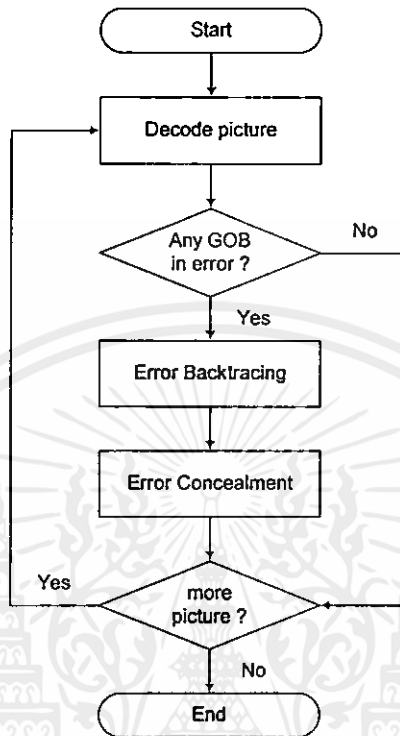 Start
Decode picture
Any GOB
in error ?
No
Yes
Error Backtracing
Error Concealment
Yes
more
picture ?
No
End